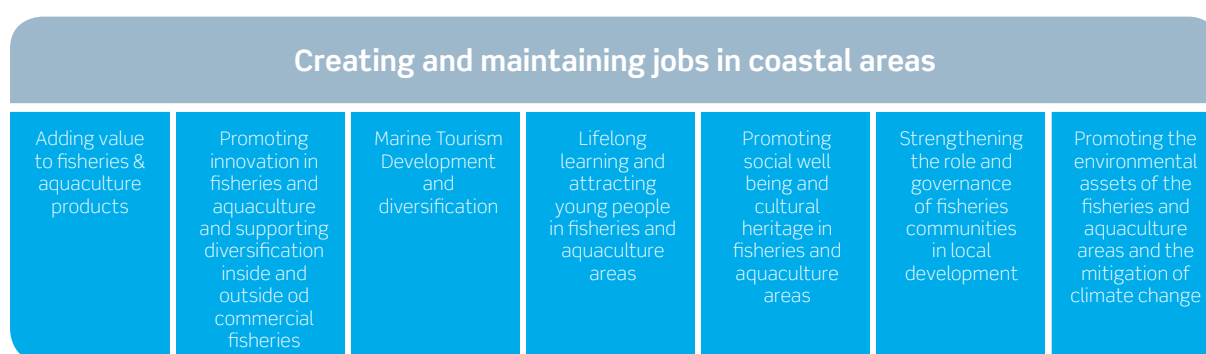 Creating and maintaining jobs in coastal areas
Adding value
to fisheries &
aquaculture
products
Promoting
innovation in
fisheries and
aquaculture
and supporting
diversification
inside and
outside od
commercial
fisheries
Marine Tourism
Development
and
diversification
Lifelong
learning and
attracting
young people
in fisheries and
aquaculture
areas
Promoting
social well
being and
cultural
heritage in
fisheries and
aquaculture
areas
Strengthening
the role and
governance
of fisheries
communities
in local
development
Promoting the
environmental
assets of the
fisheries and
aquaculture
areas and the
mitigation of
climate change